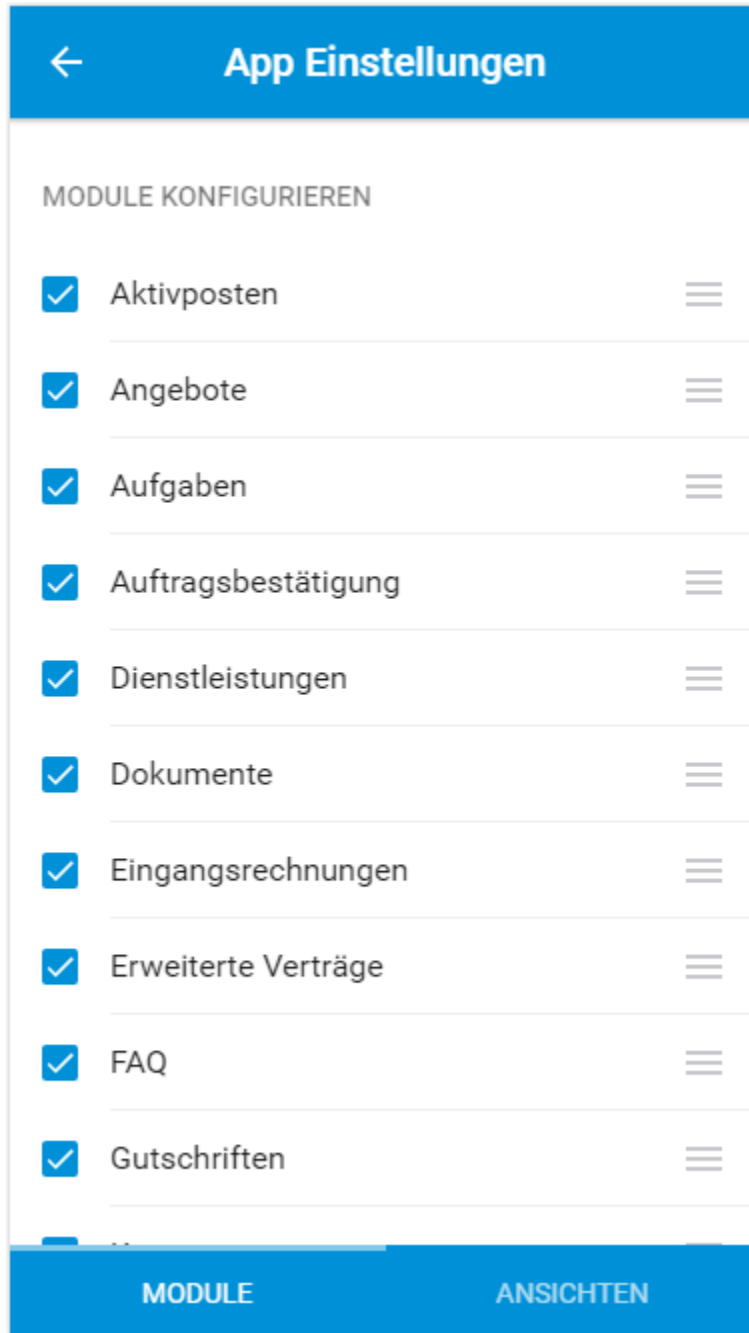 App Einstellungen
MODULE KONFIGURIEREN
Aktivposten
Angebote
Aufgaben
Auftragsbestätigung
Dienstleistungen
Dokumente
Eingangsrechnungen
Erweiterte Verträge
FAQ
Gutschriften
MODULE ANSICHTEN